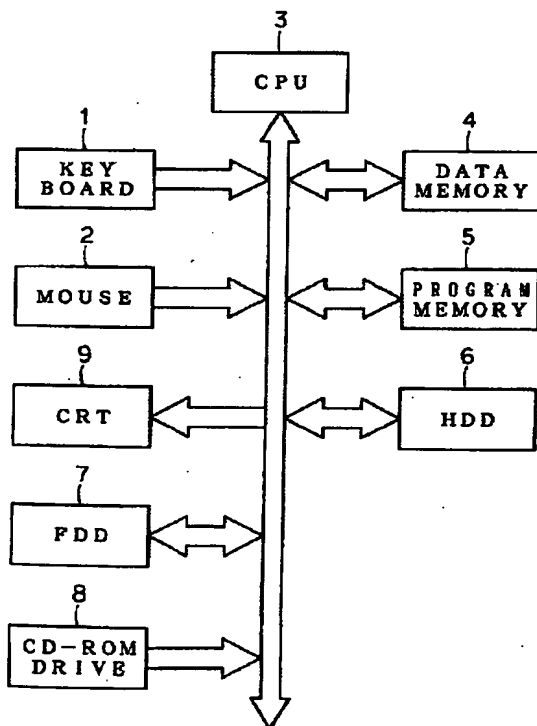 3
CPU
1
KEY
BOARD
4
DATA
MEMORY
2
MOUSE
5
PROGRAM
MEMORY
9
CRT
6
HDD
7
FDD
8
CD-ROM
DRIVE